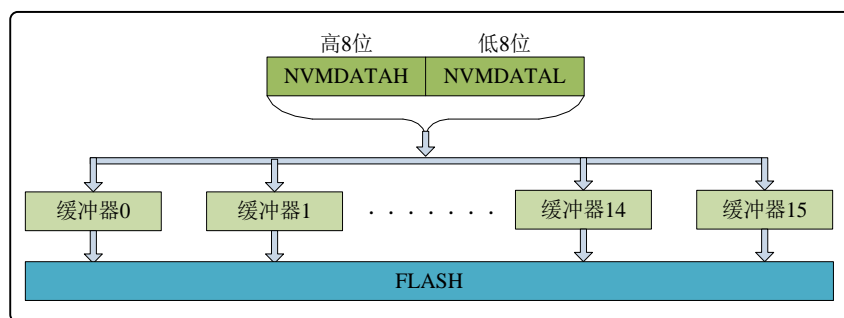 高8位 低8位
NVMDATAH NVMDATAL
缓冲器0 缓冲器1 . . . . . . . 缓冲器14 缓冲器15
FLASH